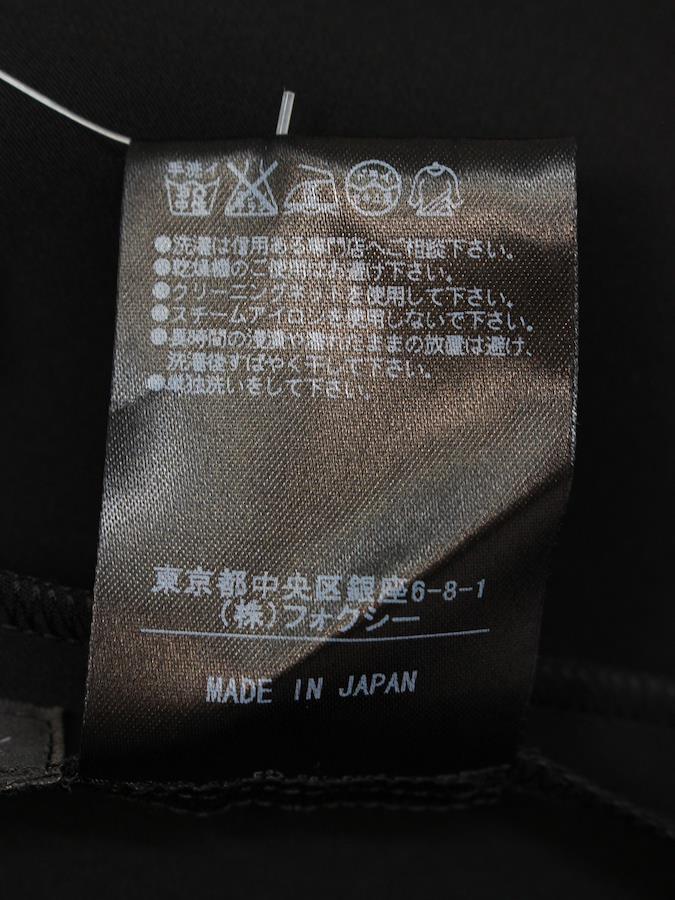 手洗イ
●洗濯は信用ある専門店へご相談下さい。
●乾燥機のご使用はお避け下さい。
●クリーニングネットを使用して下さい。
●スチームアイロンを使用しないで下さい。
●長時間の浸漬や濡れたままの放置は避け、
洗濯後すばやく干して下さい。
●単独洗いをして下さい。
東京都中央区銀座6-8-1
(株)フォクシー
MADE IN JAPAN